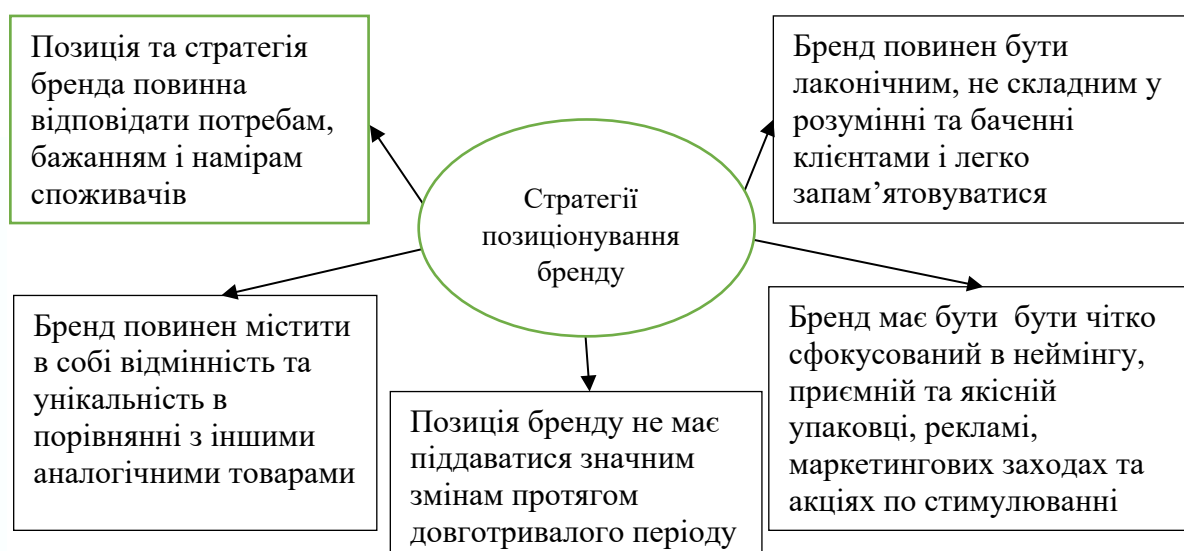 Позиція та стратегія
бренда повинна
відповідати потребам,
бажанням і намірам
споживачів
Бренд повинен бути
лаконічним, не складним у
розумінні та баченні
клієнтами і легко
запам’ятовуватися
Стратегії
позиціонування
бренду
Бренд повинен містити
в собі відмінність та
унікальність в
порівнянні з іншими
аналогічними товарами
Позиція бренду не має
піддаватися значним
змінам протягом
довготривалого періоду
Бренд має бути  бути чітко
сфокусований в неймінгу,
приємній та якісній
упаковці, рекламі,
маркетингових заходах та
акціях по стимулюванні